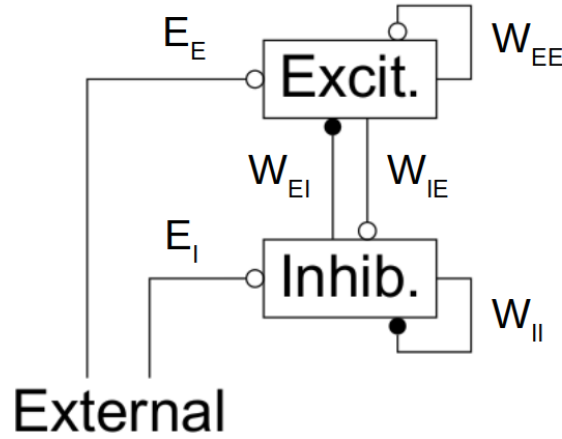 E_E
Excit.
W_EE
W_EI
W_IE
E_I
Inhib.
W_II
External